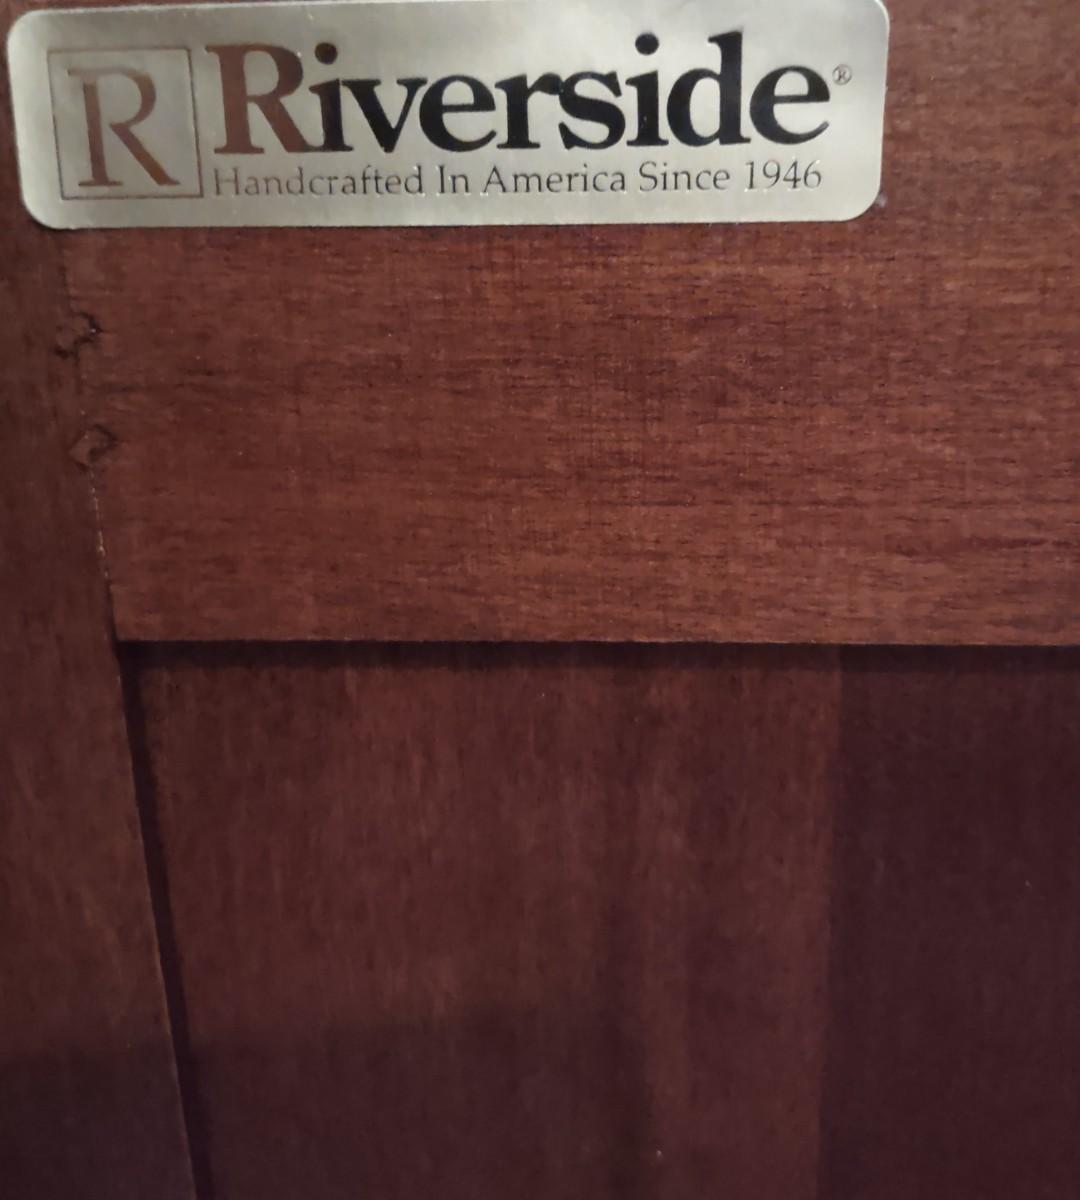 R
Riverside®
Handcrafted In America Since 1946